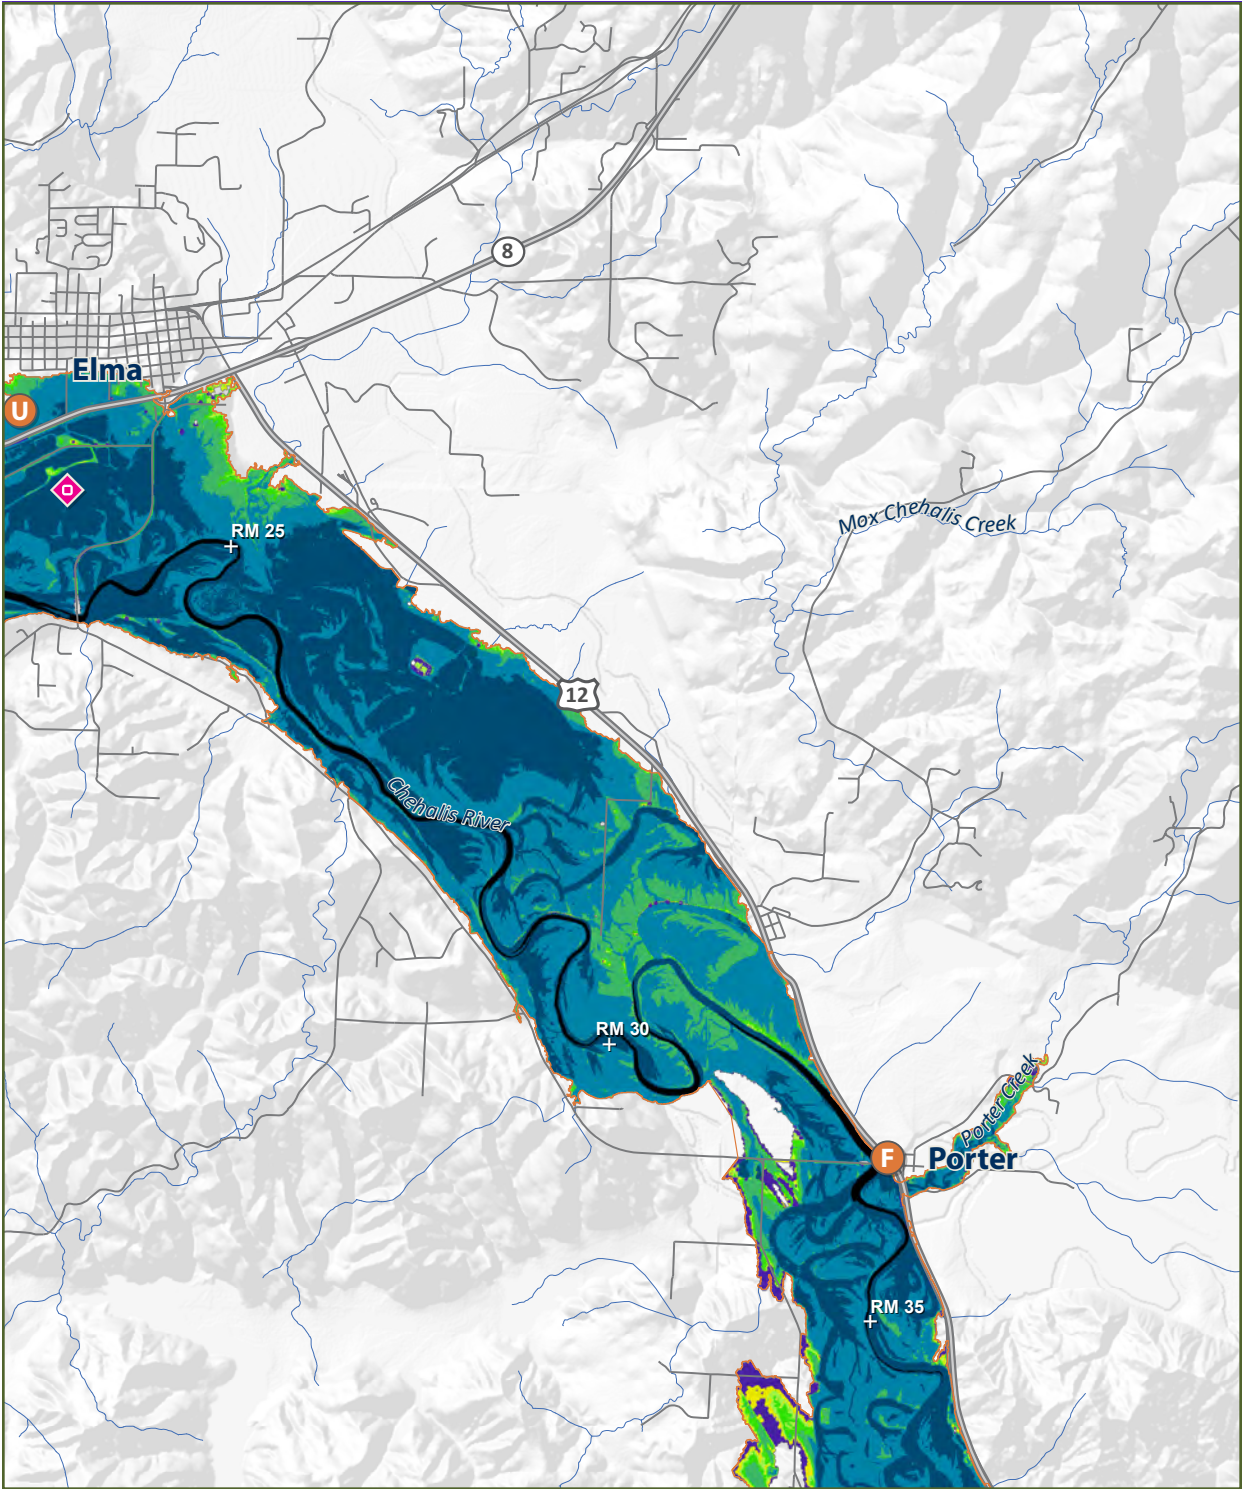 8
Elma
U
RM 25
Mox Chehalis Creek
12
Chehalis River
RM 30
Porter Creek
F
Porter
RM 35